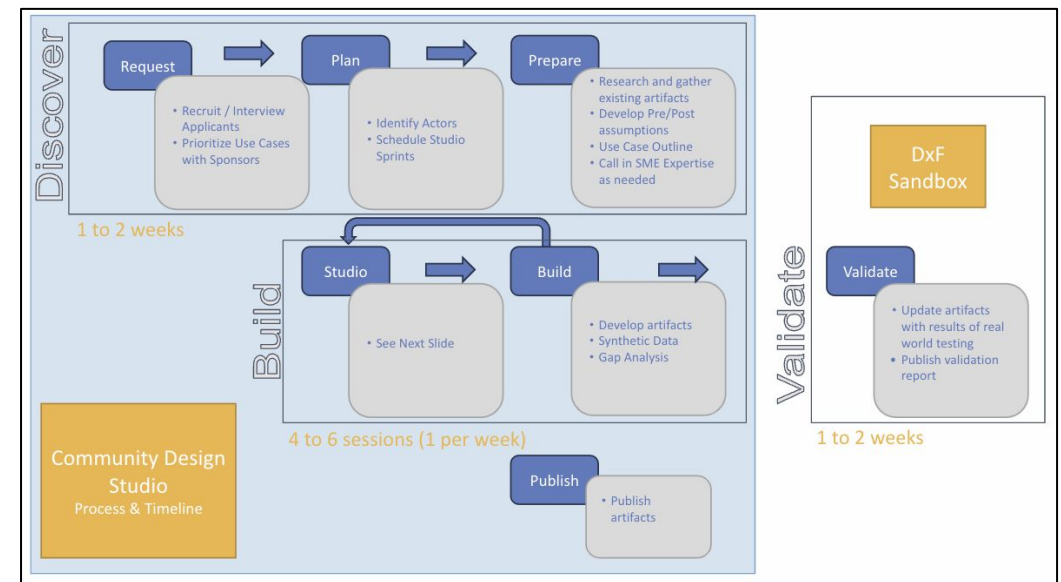 Discover
Request
• Recruit / Interview
Applicants
• Prioritize Use Cases
with Sponsors
Plan
• Identify Actors
• Schedule Studio
Sprints
Prepare
• Research and gather
existing artifacts
• Develop Pre/Post
assumptions
• Use Case Outline
• Call in SME Expertise
as needed
1 to 2 weeks
Build
Studio
• See Next Slide
Build
• Develop artifacts
• Synthetic Data
• Gap Analysis
4 to 6 sessions (1 per week)
Community Design
Studio
Process & Timeline
Publish
• Publish
artifacts
Validate
DxF
Sandbox
Validate
• Update artifacts
with results of real
world testing
• Publish validation
report
1 to 2 weeks